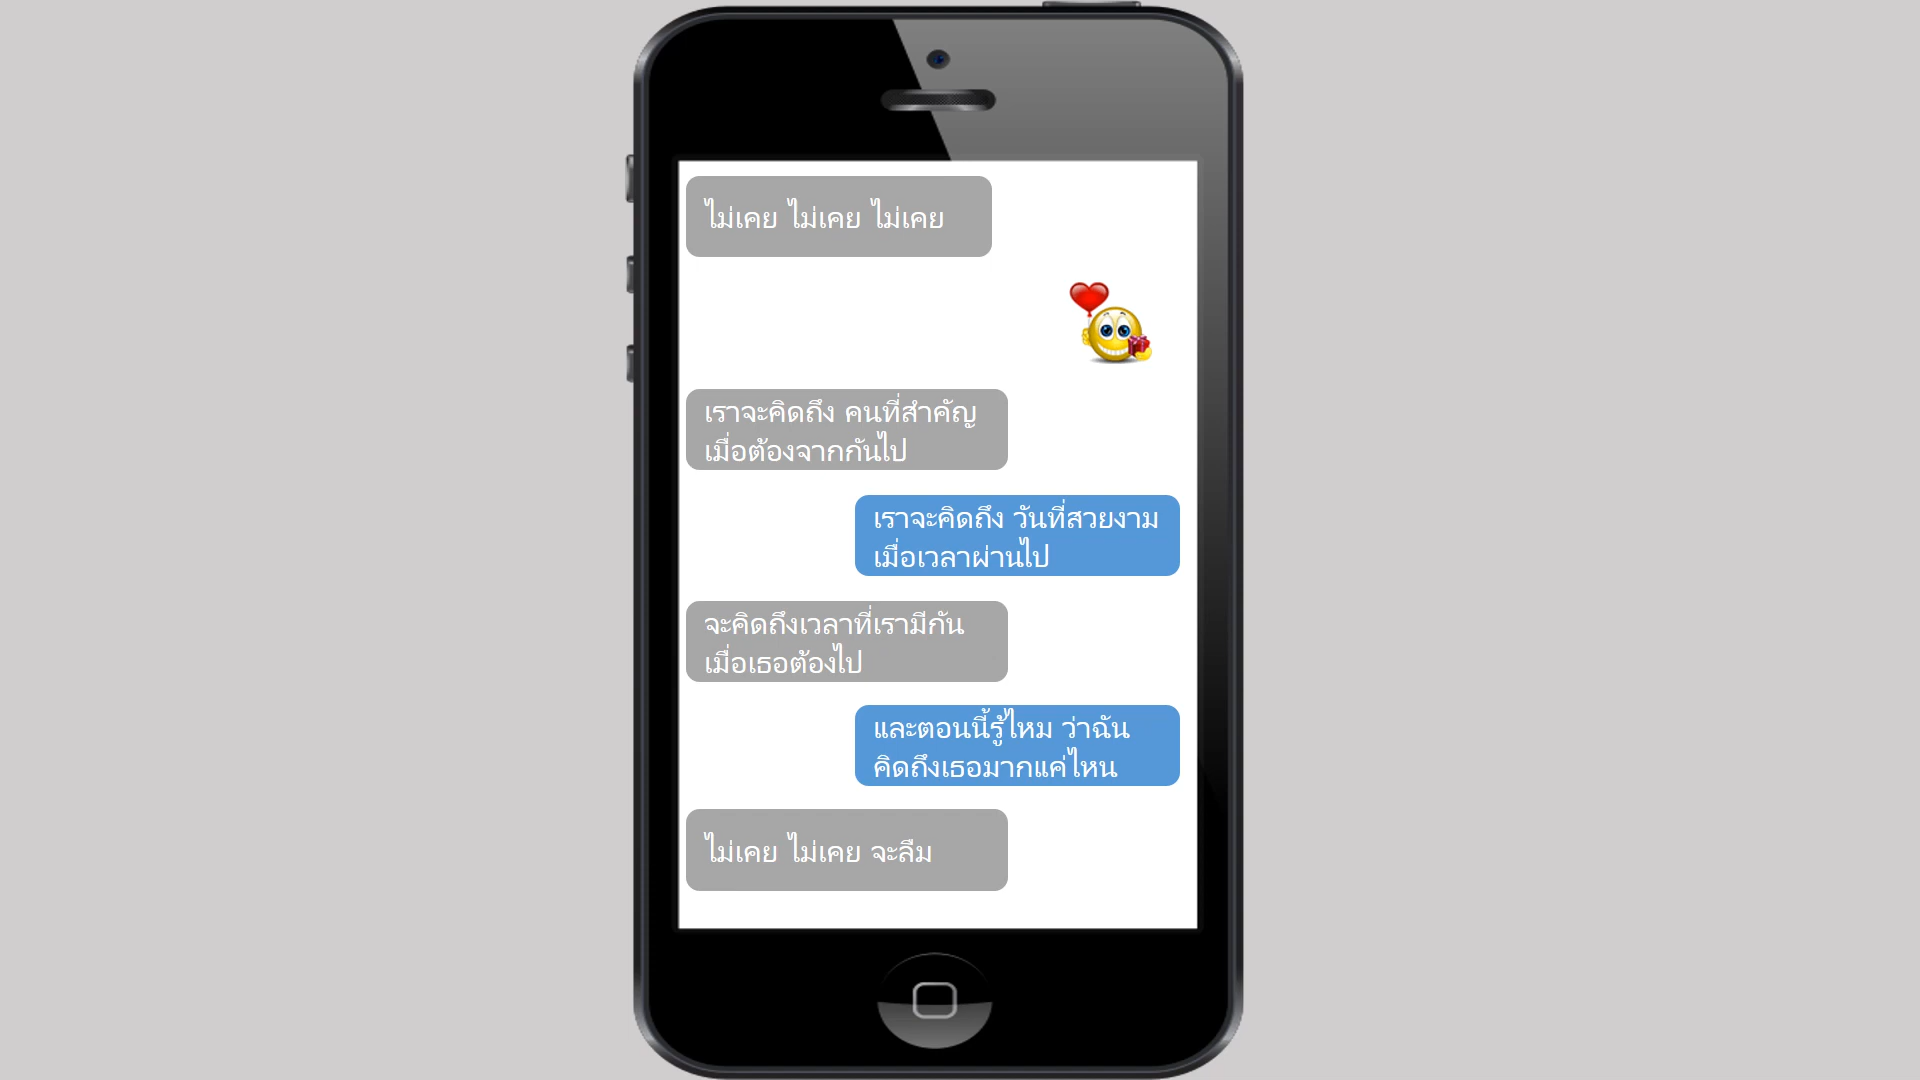 ไม่เคย ไม่เคย ไม่เคย
เราจะคิดถึง คนที่สำคัญ
เมื่อต้องจากกันไป
เราจะคิดถึง วันที่สวยงาม
เมื่อเวลาผ่านไป
จะคิดถึงเวลาที่เรามีกัน
เมื่อเธอต้องไป
และตอนนี้รู้ไหม ว่าฉัน
คิดถึงเธอมากแค่ไหน
ไม่เคย ไม่เคย จะลืม